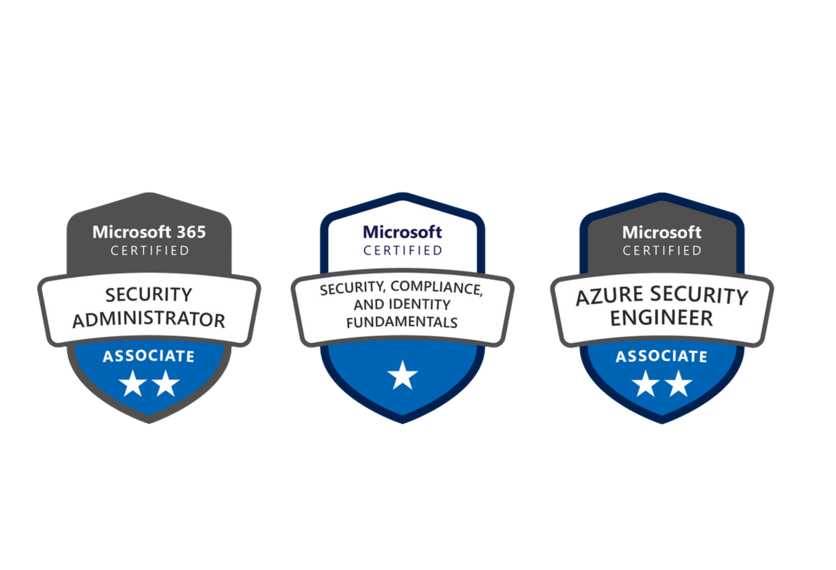 Microsoft 365
CERTIFIED
SECURITY
ADMINISTRATOR
ASSOCIATE
Microsoft
CERTIFIED
SECURITY, COMPLIANCE,
AND IDENTITY
FUNDAMENTALS
Microsoft
CERTIFIED
AZURE SECURITY
ENGINEER
ASSOCIATE